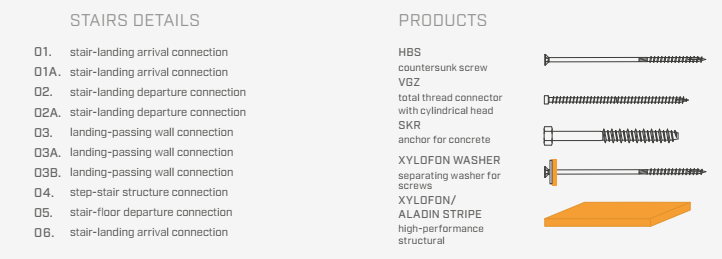 STAIRS DETAILS
01. stair-landing arrival connection
01A. stair-landing arrival connection
02. stair-landing departure connection
02A. stair-landing departure connection
03. landing-passing wall connection
03A. landing-passing wall connection
03B. landing-passing wall connection
04. step-stair structure connection
05. stair-floor departure connection
06. stair-landing arrival connection
PRODUCTS
HBS
countersunk screw
VGZ
total thread connector
with cylindrical head
SKR
anchor for concrete
XYLOFON WASHER
separating washer for
screws
XYLOFON/
ALADIN STRIPE
high-performance
structural